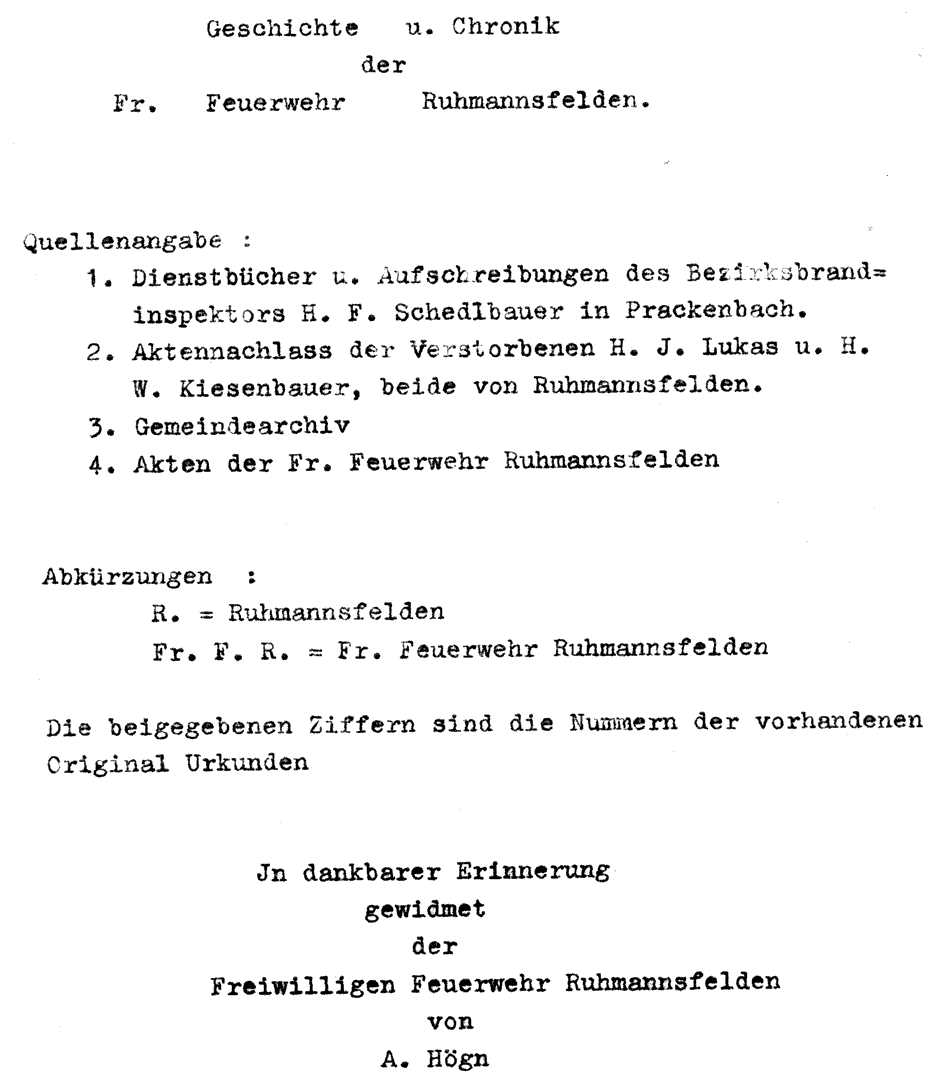 Geschichte u. Chronik
der
Fr. Feuerwehr Ruhmannsfelden.
Quellenangabe :
1. Dienstbücher u. Aufschreibungen des Bezirksbrand=
inspektors H. F. Schedlbauer in Prackenbach.
2. Aktennachlass der Verstorbenen H. J. Lukas u. H.
W. Kiesenbauer, beide von Ruhmannsfelden.
3. Gemeindearchiv
4. Akten der Fr. Feuerwehr Ruhmannsfelden
Abkürzungen :
R. = Ruhmannsfelden
Fr. F. R. = Fr. Feuerwehr Ruhmannsfelden
Die beigegebenen Ziffern sind die Nummern der vorhandenen
Original Urkunden
Jn dankbarer Erinnerung
gewidmet
der
Freiwilligen Feuerwehr Ruhmannsfelden
von
A. Högn